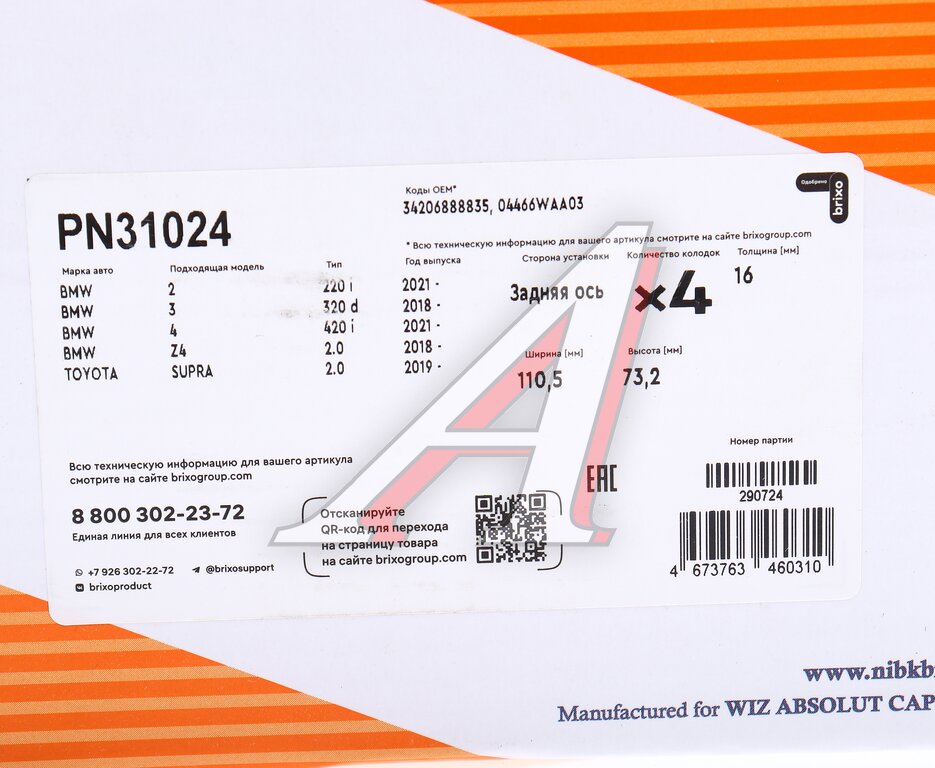 Одобрено
brixo
PN31024
Коды OEM*
34206888835, 04466WAA03
* Всю техническую информацию для вашего артикула смотрите на сайте brixogroup.com
Марка авто Подходящая модель Тип Год выпуска Сторона установки Количество колодок Толщина [мм]
BMW 2 220 i 2021 -
BMW 3 320 d 2018 -
BMW 4 420 i 2021 -
BMW Z4 2.0 2018 -
TOYOTA SUPRA 2.0 2019 -
Задняя ось ×4 16
Ширина [мм] Высота [мм]
110,5 73,2
Всю техническую информацию для вашего артикула
смотрите на сайте brixogroup.com
8 800 302-23-72
Единая линия для всех клиентов
+7 926 302-22-72 @brixosupport
brixoproduct
Отсканируйте
QR-код для перехода
на страницу товара
на сайте brixogroup.com
EAC
Номер партии
290724
4 673763 460310
www.nibkb
Manufactured for WIZ ABSOLUT CAP